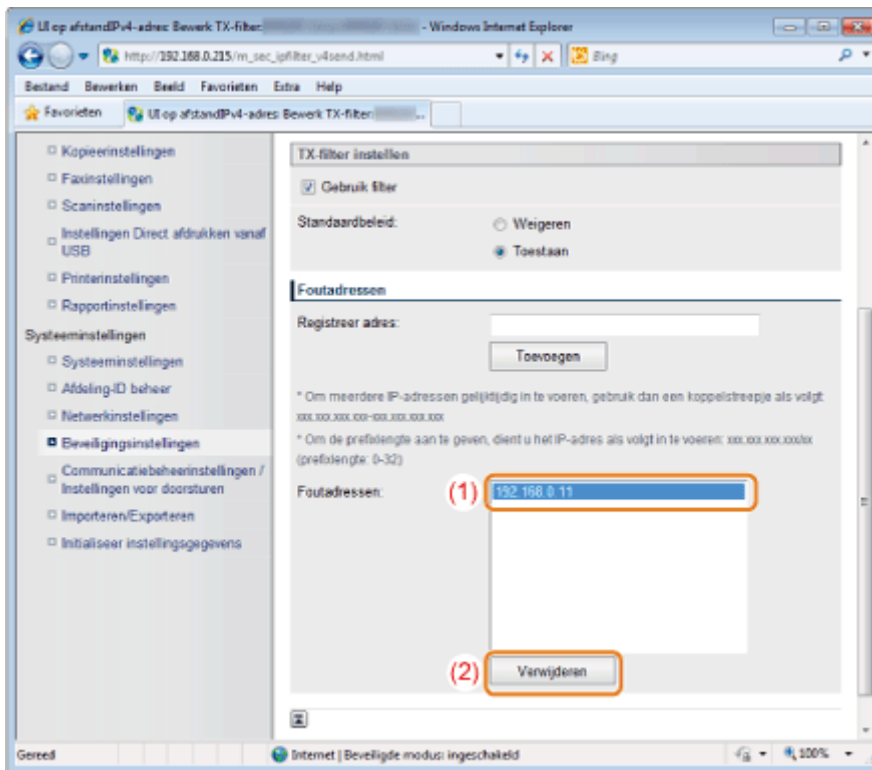 UI op afstandIPv4-adres: Bewerk TX-filter: - Windows Internet Explorer
http://192.168.0.215/m_sec_ipfilter_v4send.html
Bing
Bestand Bewerken Beeld Favorieten Extra Help
Favorieten UI op afstandIPv4-adres: Bewerk TX-filter: ...
Kopieerinstellingen
Faxinstellingen
Scaninstellingen
Instellingen Direct afdrukken vanaf
USB
Printerinstellingen
Rapportinstellingen
Systeeminstellingen
Systeeminstellingen
Afdeling-ID beheer
Netwerkinstellingen
Beveiligingsinstellingen
Communicatiebeheerinstellingen /
Instellingen voor doorsturen
Importeren/Exporteren
Initialiseer instellingsgegevens
TX-filter instellen
Gebruik filter
Standaardbeleid:
Weigeren
Toestaan
Foutadressen
Registreer adres:
Toevoegen
* Om meerdere IP-adressen gelijktijdig in te voeren, gebruik dan een koppelstreepje als volgt:
xxx.xxx.xxx.xxx-xxx.xxx.xxx.xxx
* Om de prefixlengte aan te geven, dient u het IP-adres als volgt in te voeren: xxx.xxx.xxx.xxx/xx
(prefixlengte: 0-32)
Foutadressen:
(1)
192.168.0.11
(2)
Verwijderen
Gereed
Internet | Beveiligde modus: ingeschakeld
100%